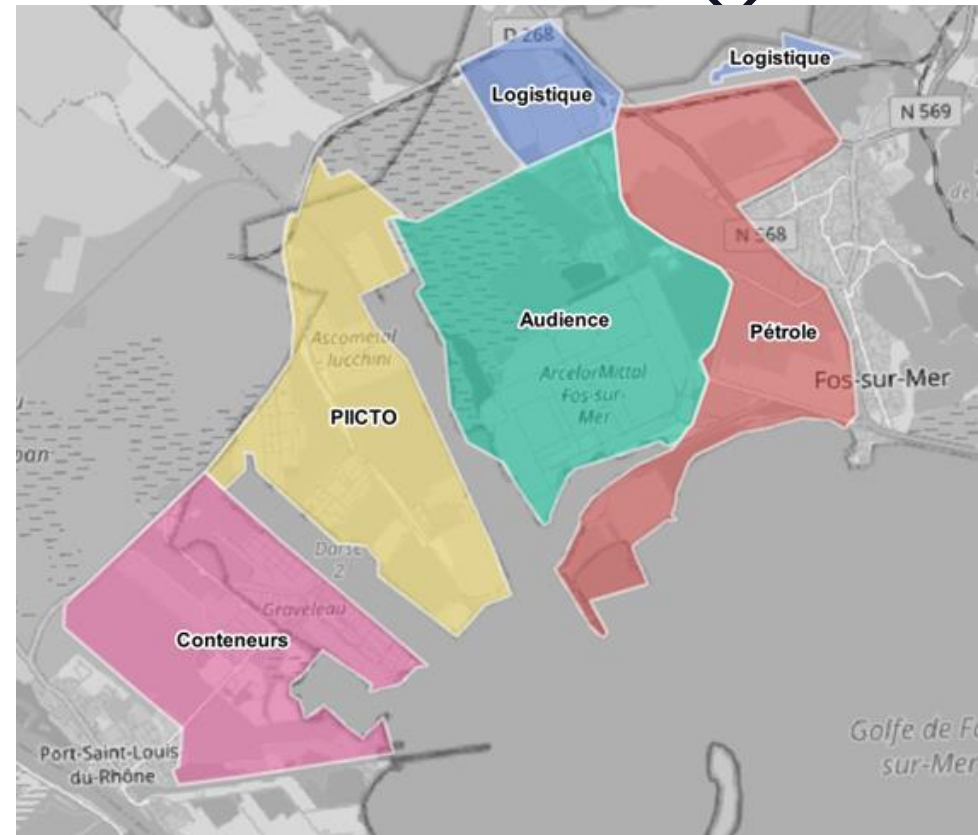 D 268
Logistique
Logistique
N 569
N 568
Audience
Pétrole
Ascometal
- lucchini
ArcelorMittal
Fos-sur-
Mer
Fos-sur-Mer
PIICTO
Darse
2
Graveleau
Conteneurs
Port-Saint-Louis
du-Rhône
Golfe de Fo
sur-Mer